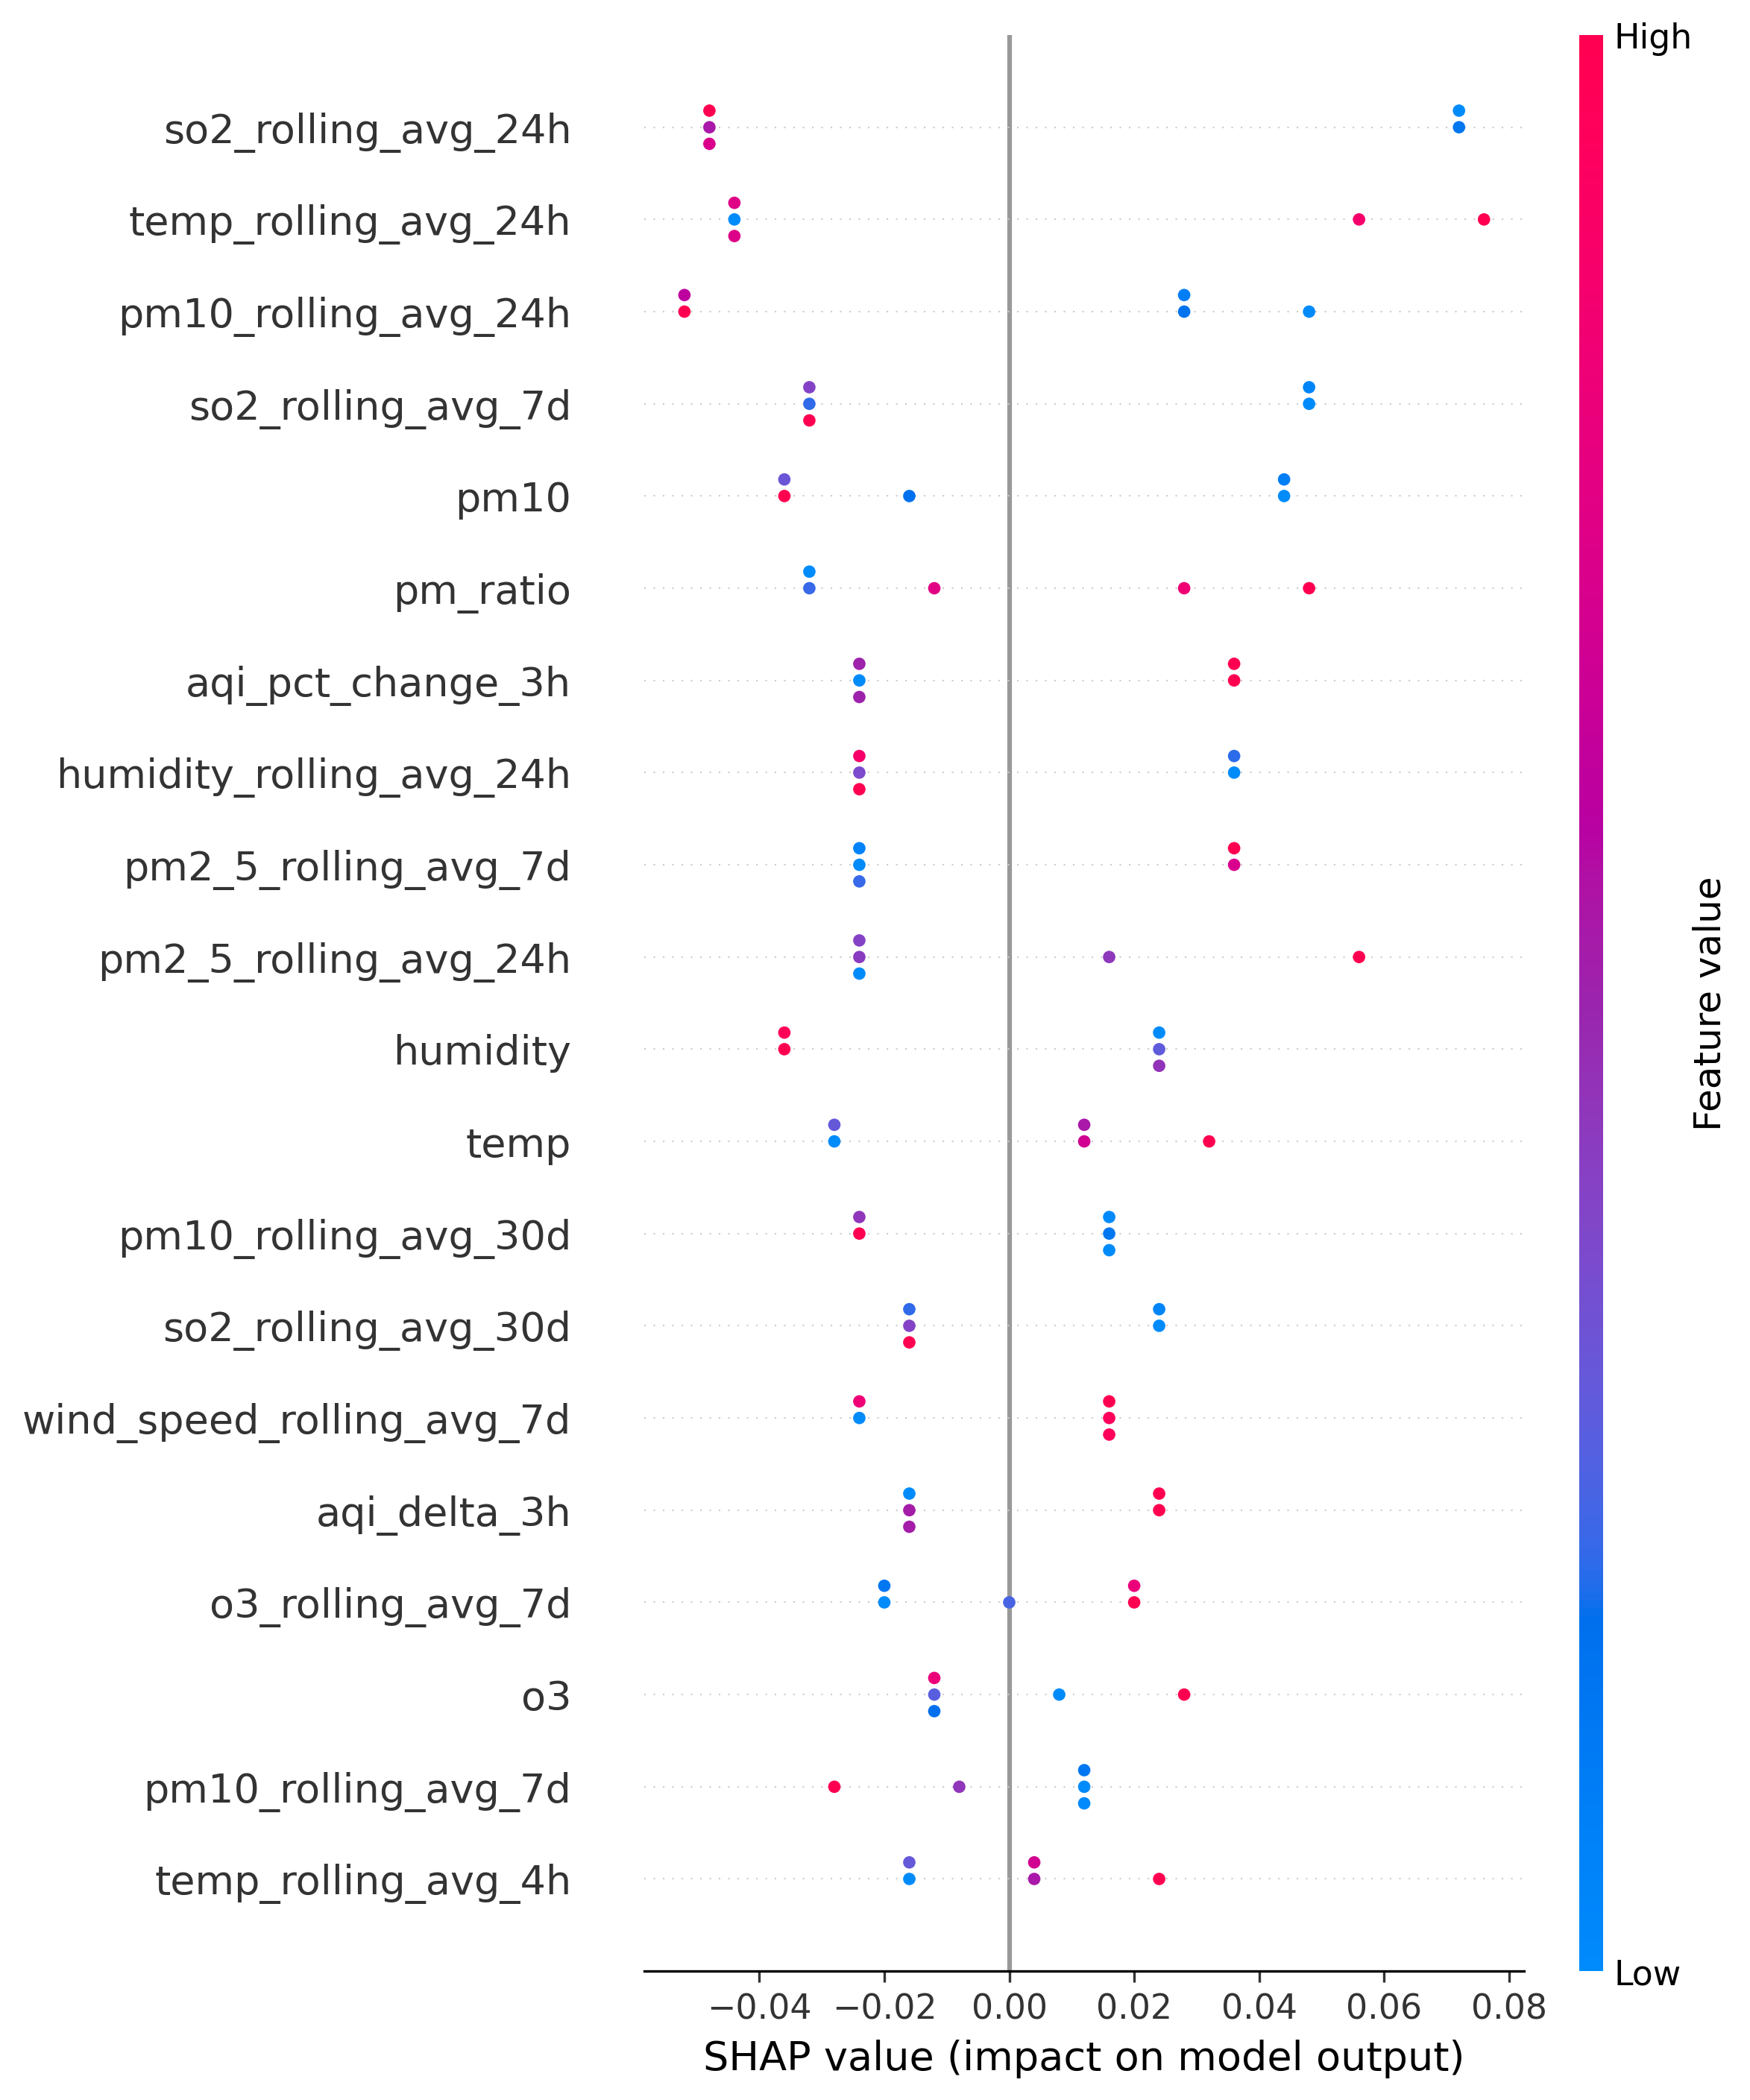 High
so2_rolling_avg_24h
temp_rolling_avg_24h
pm10_rolling_avg_24h
so2_rolling_avg_7d
pm10
pm_ratio
aqi_pct_change_3h
humidity_rolling_avg_24h
pm2_5_rolling_avg_7d
pm2_5_rolling_avg_24h
humidity
temp
pm10_rolling_avg_30d
so2_rolling_avg_30d
wind_speed_rolling_avg_7d
aqi_delta_3h
o3_rolling_avg_7d
o3
pm10_rolling_avg_7d
temp_rolling_avg_4h
Feature value
Low
−0.04 −0.02 0.00 0.02 0.04 0.06 0.08
SHAP value (impact on model output)